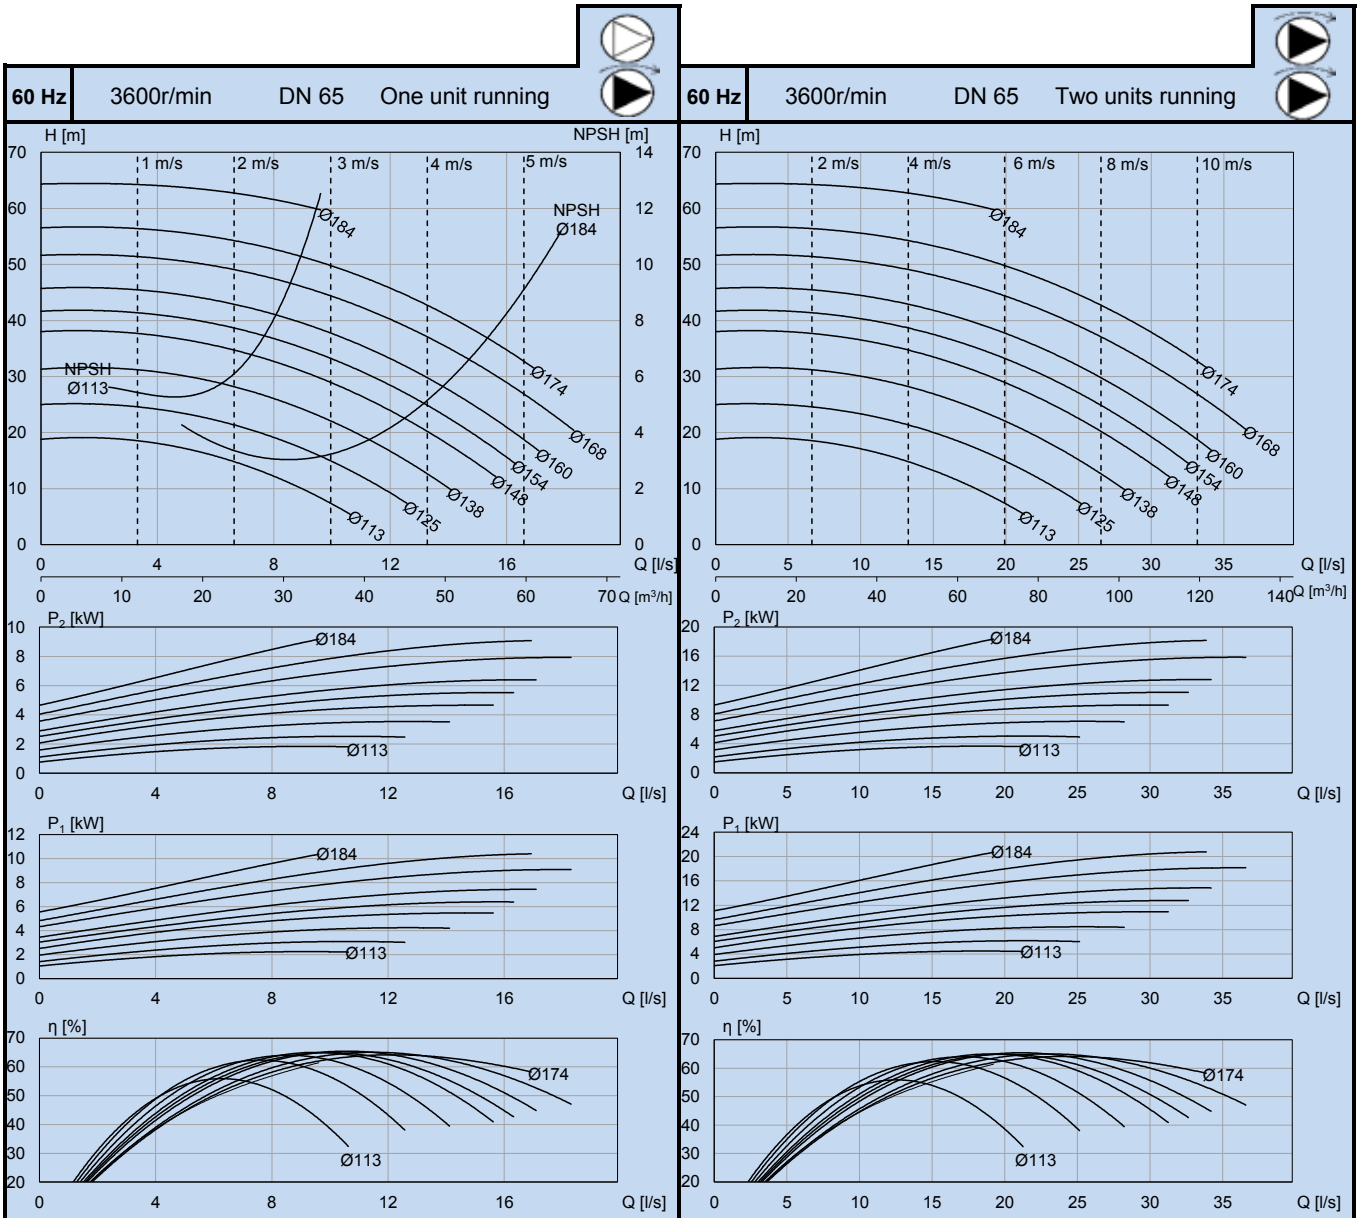 60 Hz 3600r/min DN 65 One unit running
H [m] NPSH [m]
70 1 m/s 2 m/s 3 m/s 4 m/s 5 m/s 14
60 Ø184 NPSH 12
Ø184
50 10
40 8
NPSH
30 Ø113 Ø174 6
20 Ø168 4
Ø160
Ø154
Ø148
10 Ø138 2
Ø125
Ø113
0 0
0 4 8 12 16 Q [l/s]
0 10 20 30 40 50 60 70 Q [m³/h]
P₂ [kW]
10
Ø184
8
6
4
2 Ø113
0
0 4 8 12 16 Q [l/s]
P₁ [kW]
12
10 Ø184
8
6
4
2 Ø113
0
0 4 8 12 16 Q [l/s]
η [%]
70
60 Ø174
50
40
30 Ø113
20
0 4 8 12 16 Q [l/s]
60 Hz 3600r/min DN 65 Two units running
H [m]
70 2 m/s 4 m/s 6 m/s 8 m/s 10 m/s
60 Ø184
50
40
30 Ø174
20 Ø168
Ø160
Ø154
Ø148
10 Ø138
Ø125
Ø113
0
0 5 10 15 20 25 30 35 Q [l/s]
0 20 40 60 80 100 120 140 Q [m³/h]
P₂ [kW]
20
Ø184
16
12
8
4 Ø113
0
0 5 10 15 20 25 30 35 Q [l/s]
P₁ [kW]
24
20 Ø184
16
12
8
4 Ø113
0
0 5 10 15 20 25 30 35 Q [l/s]
η [%]
70
60 Ø174
50
40
30 Ø113
20
0 5 10 15 20 25 30 35 Q [l/s]